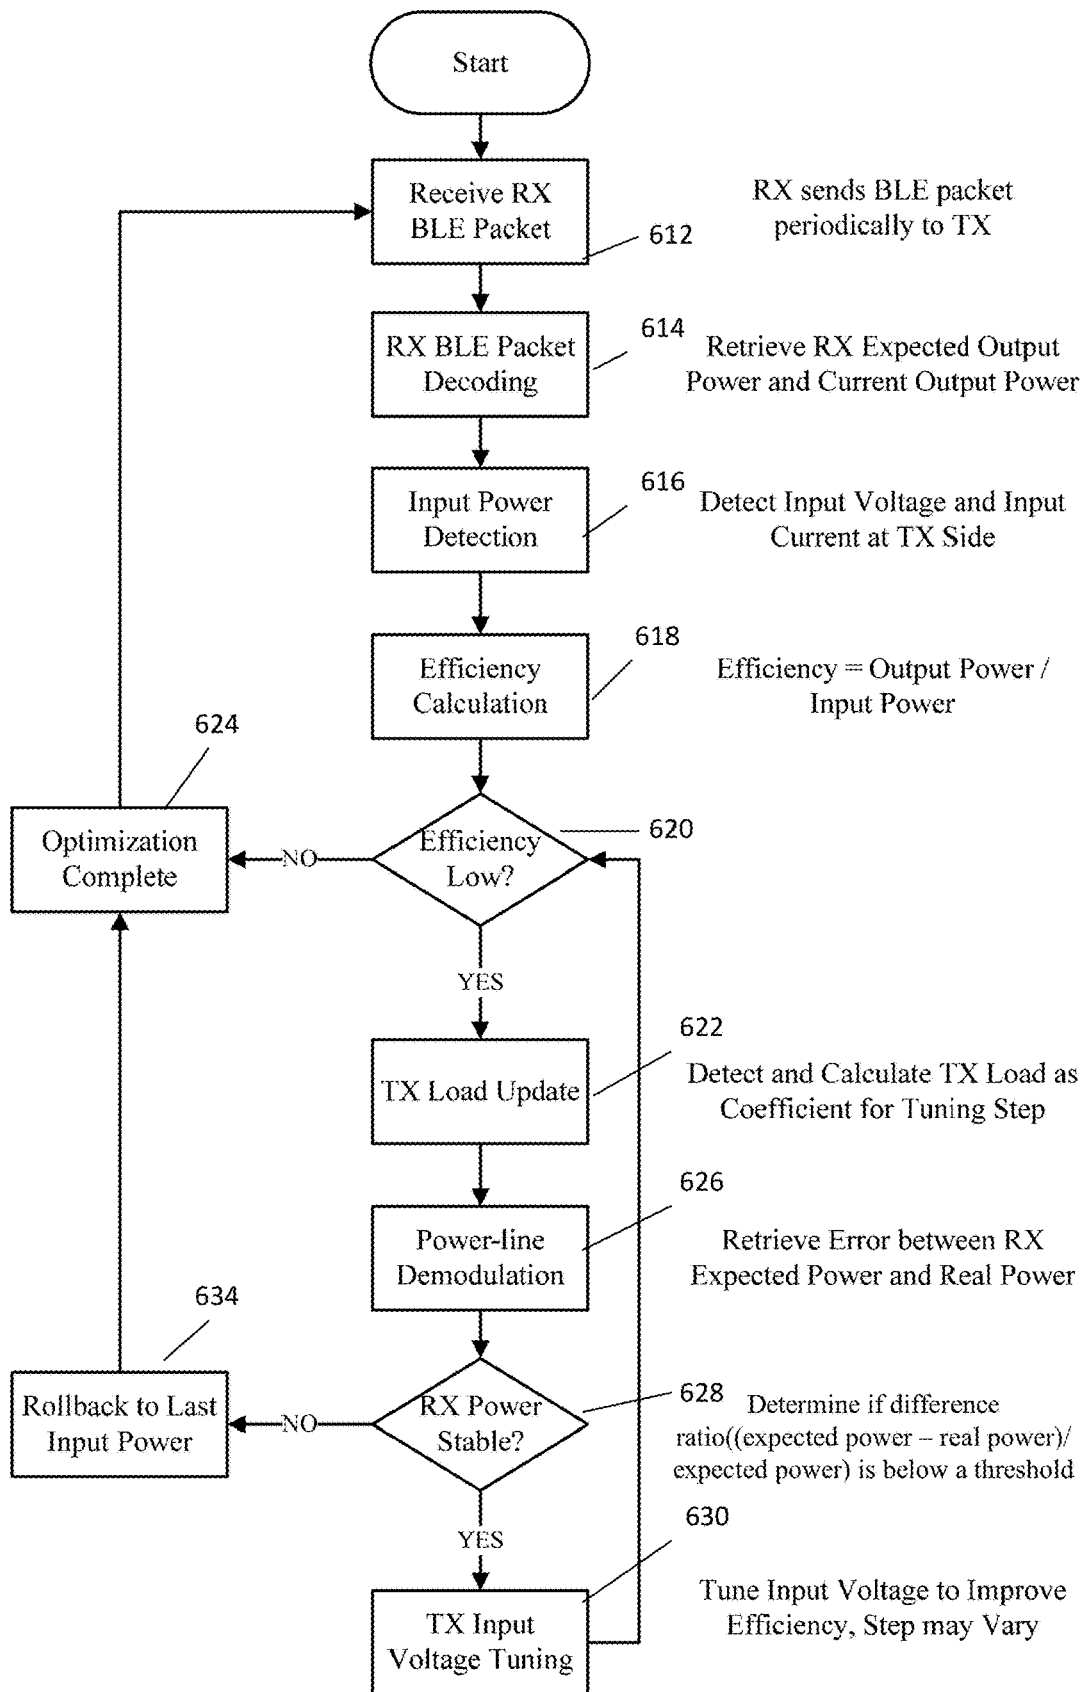 Start
Receive RX
BLE Packet
612
RX sends BLE packet
periodically to TX
RX BLE Packet
Decoding
614
Retrieve RX Expected Output
Power and Current Output Power
Input Power
Detection
616
Detect Input Voltage and Input
Current at TX Side
Efficiency
Calculation
618
Efficiency = Output Power /
Input Power
624
Optimization
Complete
NO
Efficiency
Low?
620
YES
TX Load Update
622
Detect and Calculate TX Load as
Coefficient for Tuning Step
Power-line
Demodulation
626
Retrieve Error between RX
Expected Power and Real Power
634
Rollback to Last
Input Power
NO
RX Power
Stable?
628
Determine if difference
ratio((expected power – real power)/
expected power) is below a threshold
YES
630
TX Input
Voltage Tuning
Tune Input Voltage to Improve
Efficiency, Step may Vary